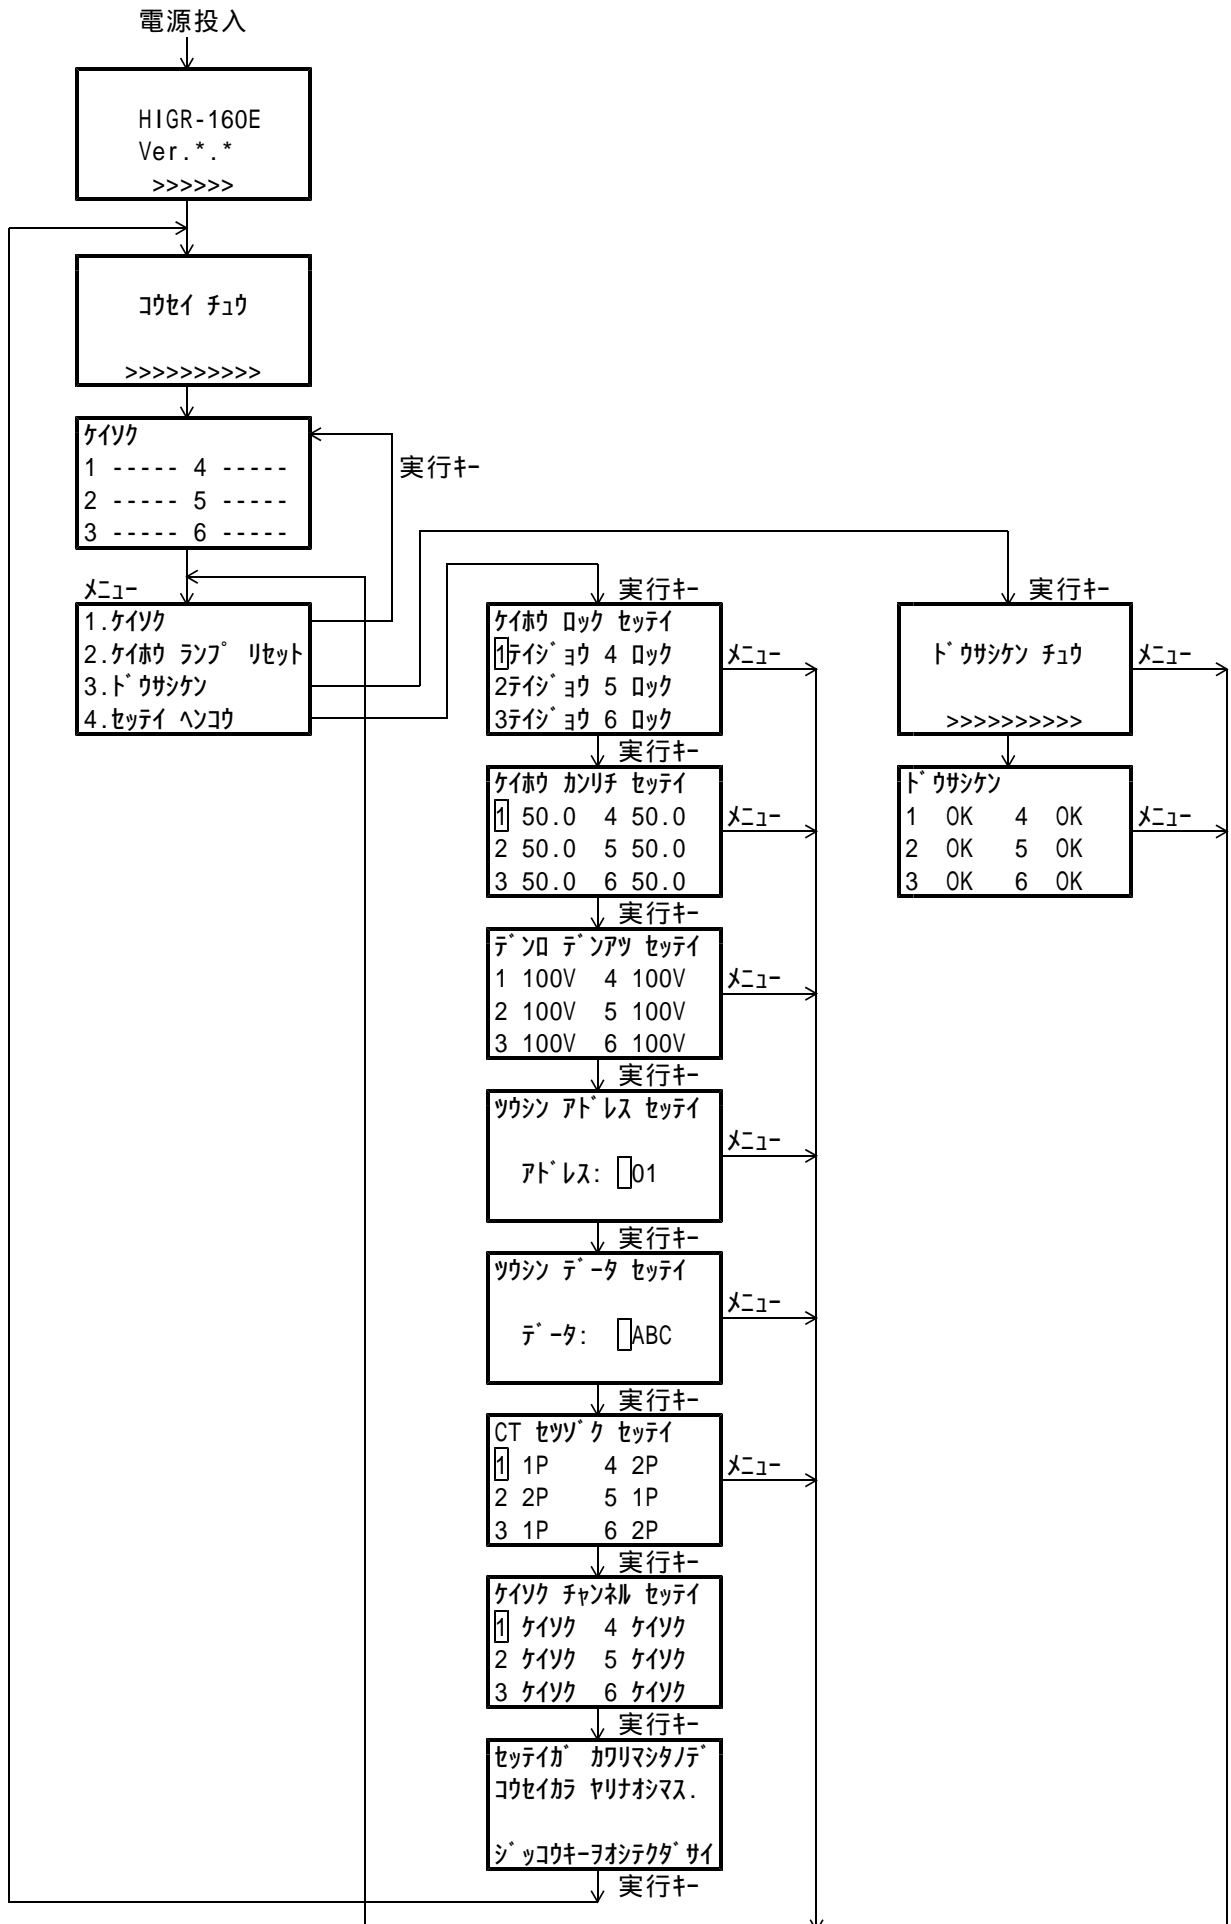 電源投入
HIGR-160E
Ver.*.*
>>>>>>
ｺｳｾｲ ﾁｭｳ
>>>>>>>>>>
ｹｲｿｸ
1 ----- 4 -----
2 ----- 5 -----
3 ----- 6 -----
実行ｷｰ
ﾒﾆｭｰ
1.ｹｲｿｸ
2.ｹｲﾎｳ ﾗﾝﾌﾟ ﾘｾｯﾄ
3.ﾄﾞｳｻｼｹﾝ
4.ｾｯﾃｲ ﾍﾝｺｳ
実行ｷｰ
ｹｲﾎｳ ﾛｯｸ ｾｯﾃｲ
1ﾃｲｼﾞｮｳ 4 ﾛｯｸ
2ﾃｲｼﾞｮｳ 5 ﾛｯｸ
3ﾃｲｼﾞｮｳ 6 ﾛｯｸ
ﾒﾆｭｰ
実行ｷｰ
ｹｲﾎｳ ｶﾝﾘﾁ ｾｯﾃｲ
1 50.0 4 50.0
2 50.0 5 50.0
3 50.0 6 50.0
ﾒﾆｭｰ
実行ｷｰ
ﾃﾞﾝﾛ ﾃﾞﾝｱﾂ ｾｯﾃｲ
1 100V 4 100V
2 100V 5 100V
3 100V 6 100V
ﾒﾆｭｰ
実行ｷｰ
ﾂｳｼﾝ ｱﾄﾞﾚｽ ｾｯﾃｲ
ｱﾄﾞﾚｽ: 01
ﾒﾆｭｰ
実行ｷｰ
ﾂｳｼﾝ ﾃﾞｰﾀ ｾｯﾃｲ
ﾃﾞｰﾀ: ABC
ﾒﾆｭｰ
実行ｷｰ
CT ｾﾂｿﾞｸ ｾｯﾃｲ
1 1P 4 2P
2 2P 5 1P
3 1P 6 2P
ﾒﾆｭｰ
実行ｷｰ
ｹｲｿｸ ﾁｬﾝﾈﾙ ｾｯﾃｲ
1 ｹｲｿｸ 4 ｹｲｿｸ
2 ｹｲｿｸ 5 ｹｲｿｸ
3 ｹｲｿｸ 6 ｹｲｿｸ
実行ｷｰ
ｾｯﾃｲｶﾞ ｶﾜﾘﾏｼﾀﾉﾃﾞ
ｺｳｾｲｶﾗ ﾔﾘﾅｵｼﾏｽ.
ｼﾞｯｺｳｷｰｦｵｼﾃｸﾀﾞｻｲ
実行ｷｰ
実行ｷｰ
ﾄﾞｳｻｼｹﾝ ﾁｭｳ
>>>>>>>>>>
ﾒﾆｭｰ
ﾄﾞｳｻｼｹﾝ
1 OK 4 OK
2 OK 5 OK
3 OK 6 OK
ﾒﾆｭｰ